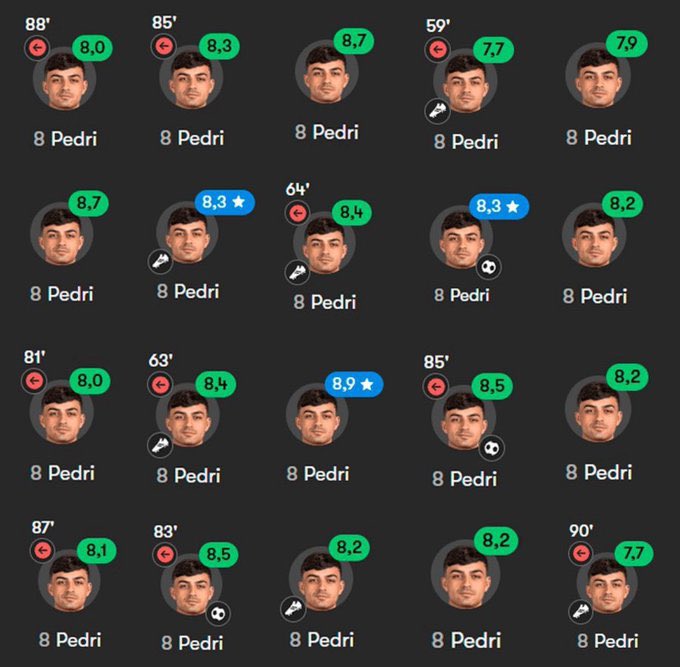 88' 85' 59'
8,0 8,3 8,7 7,7 7,9
8 Pedri 8 Pedri 8 Pedri 8 Pedri 8 Pedri
64'
8,7 8,3 8,4 8,3 8,2
8 Pedri 8 Pedri 8 Pedri 8 Pedri 8 Pedri
81' 63' 85'
8,0 8,4 8,9 8,5 8,2
8 Pedri 8 Pedri 8 Pedri 8 Pedri 8 Pedri
87' 83' 90'
8,1 8,5 8,2 8,2 7,7
8 Pedri 8 Pedri 8 Pedri 8 Pedri 8 Pedri